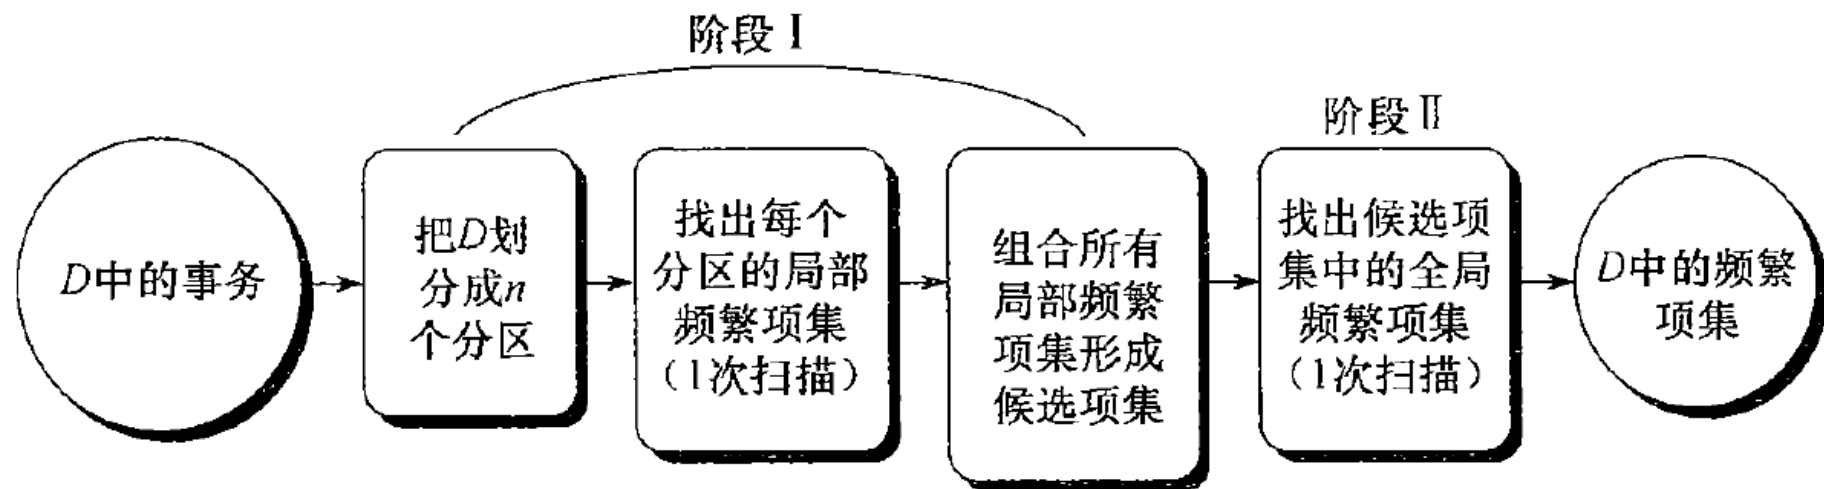 阶段Ⅰ
阶段Ⅱ
D中的事务
把D划
分成n
个分区
找出每个
分区的局部
频繁项集
(1次扫描)
组合所有
局部频繁
项集形成
候选项集
找出候选项
集中的全局
频繁项集
(1次扫描)
D中的频繁
项集